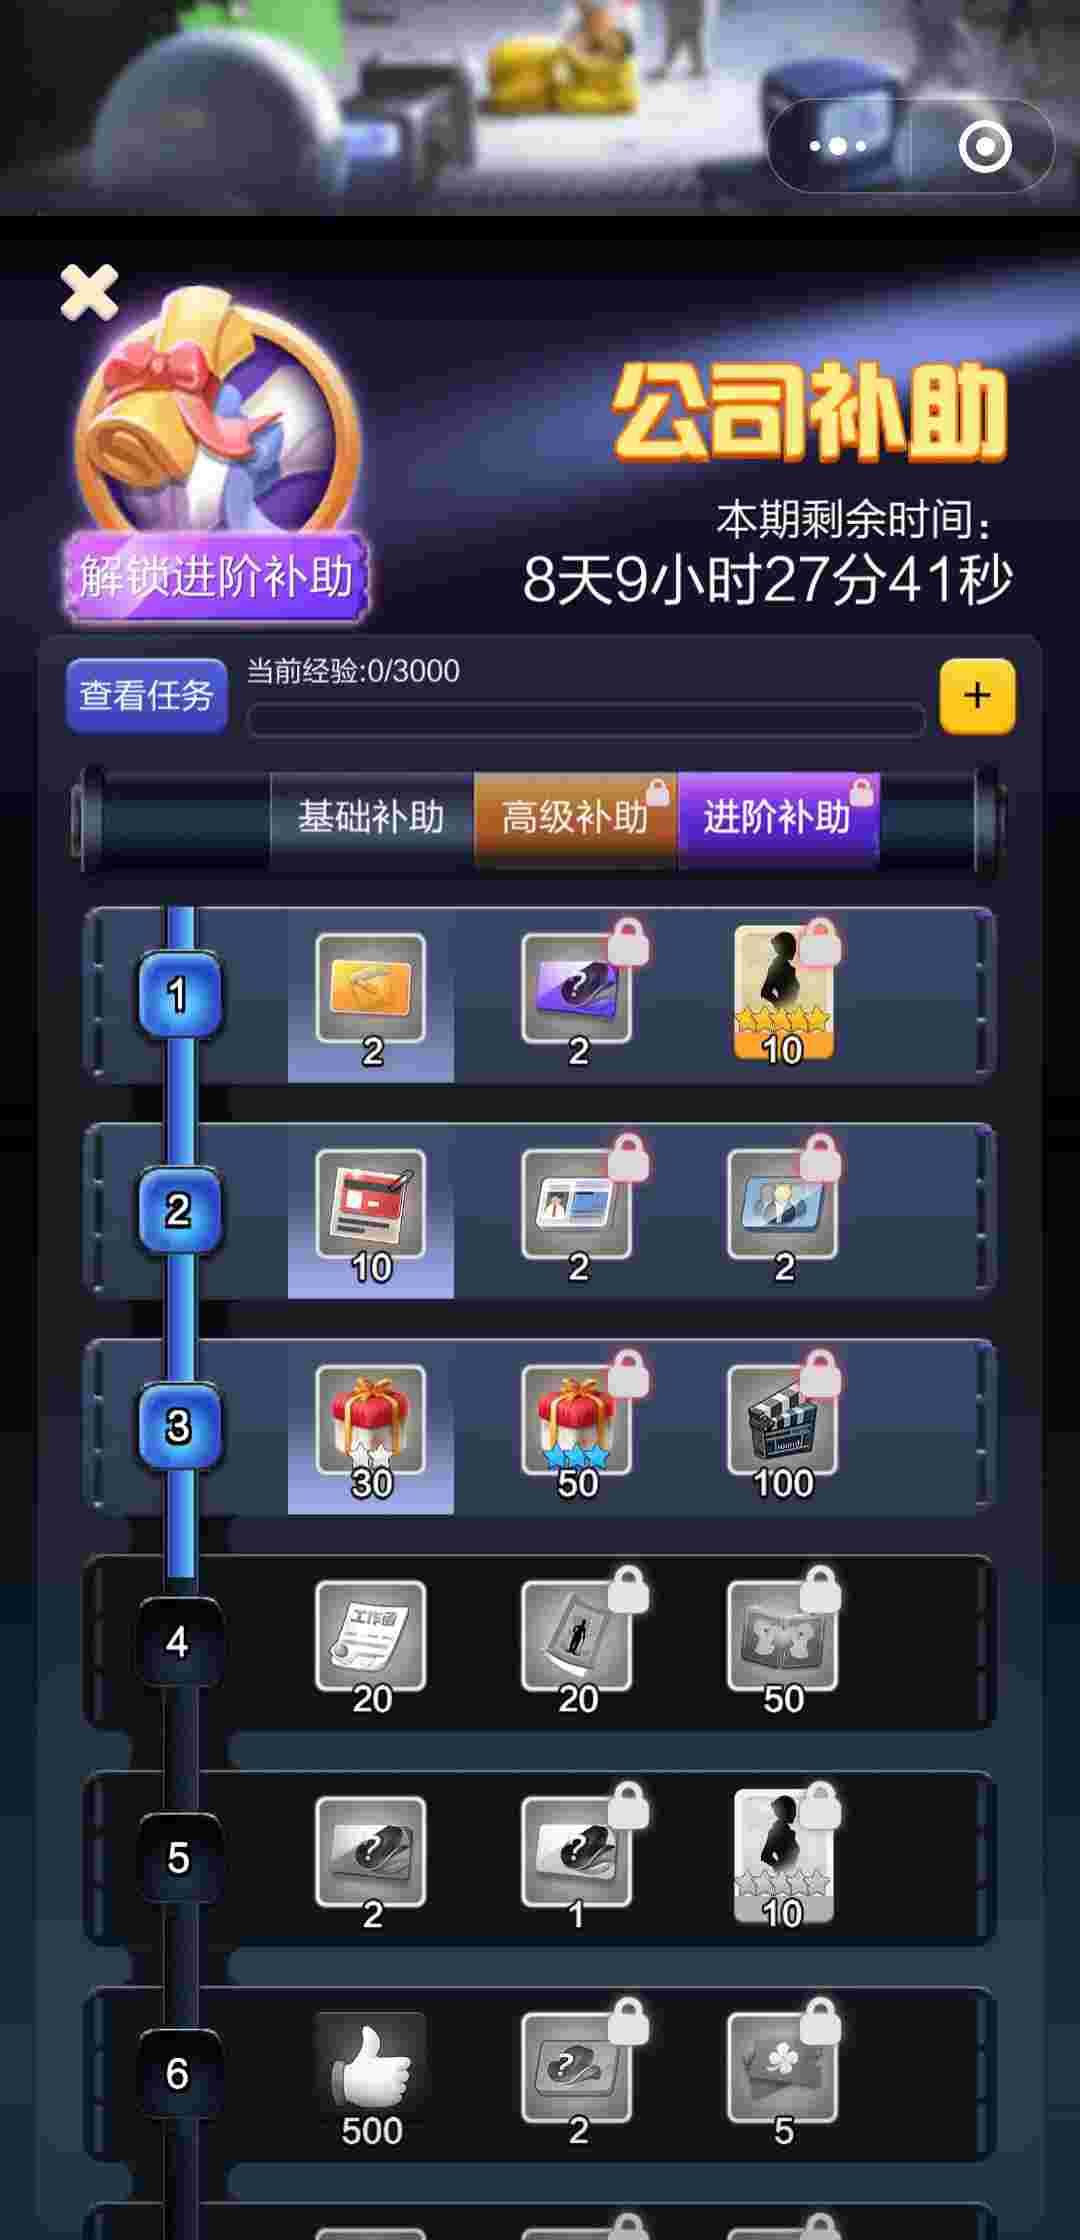 公司补助
本期剩余时间：
8天9小时27分41秒
解锁进阶补助
查看任务
当前经验:0/3000
+
基础补助 高级补助 进阶补助
1
2 ? 2 10
2
10 2 2
3
30 50 100
4
工作
20 20 50
5
? 2 ? 1 10
6
500 ? 2 5